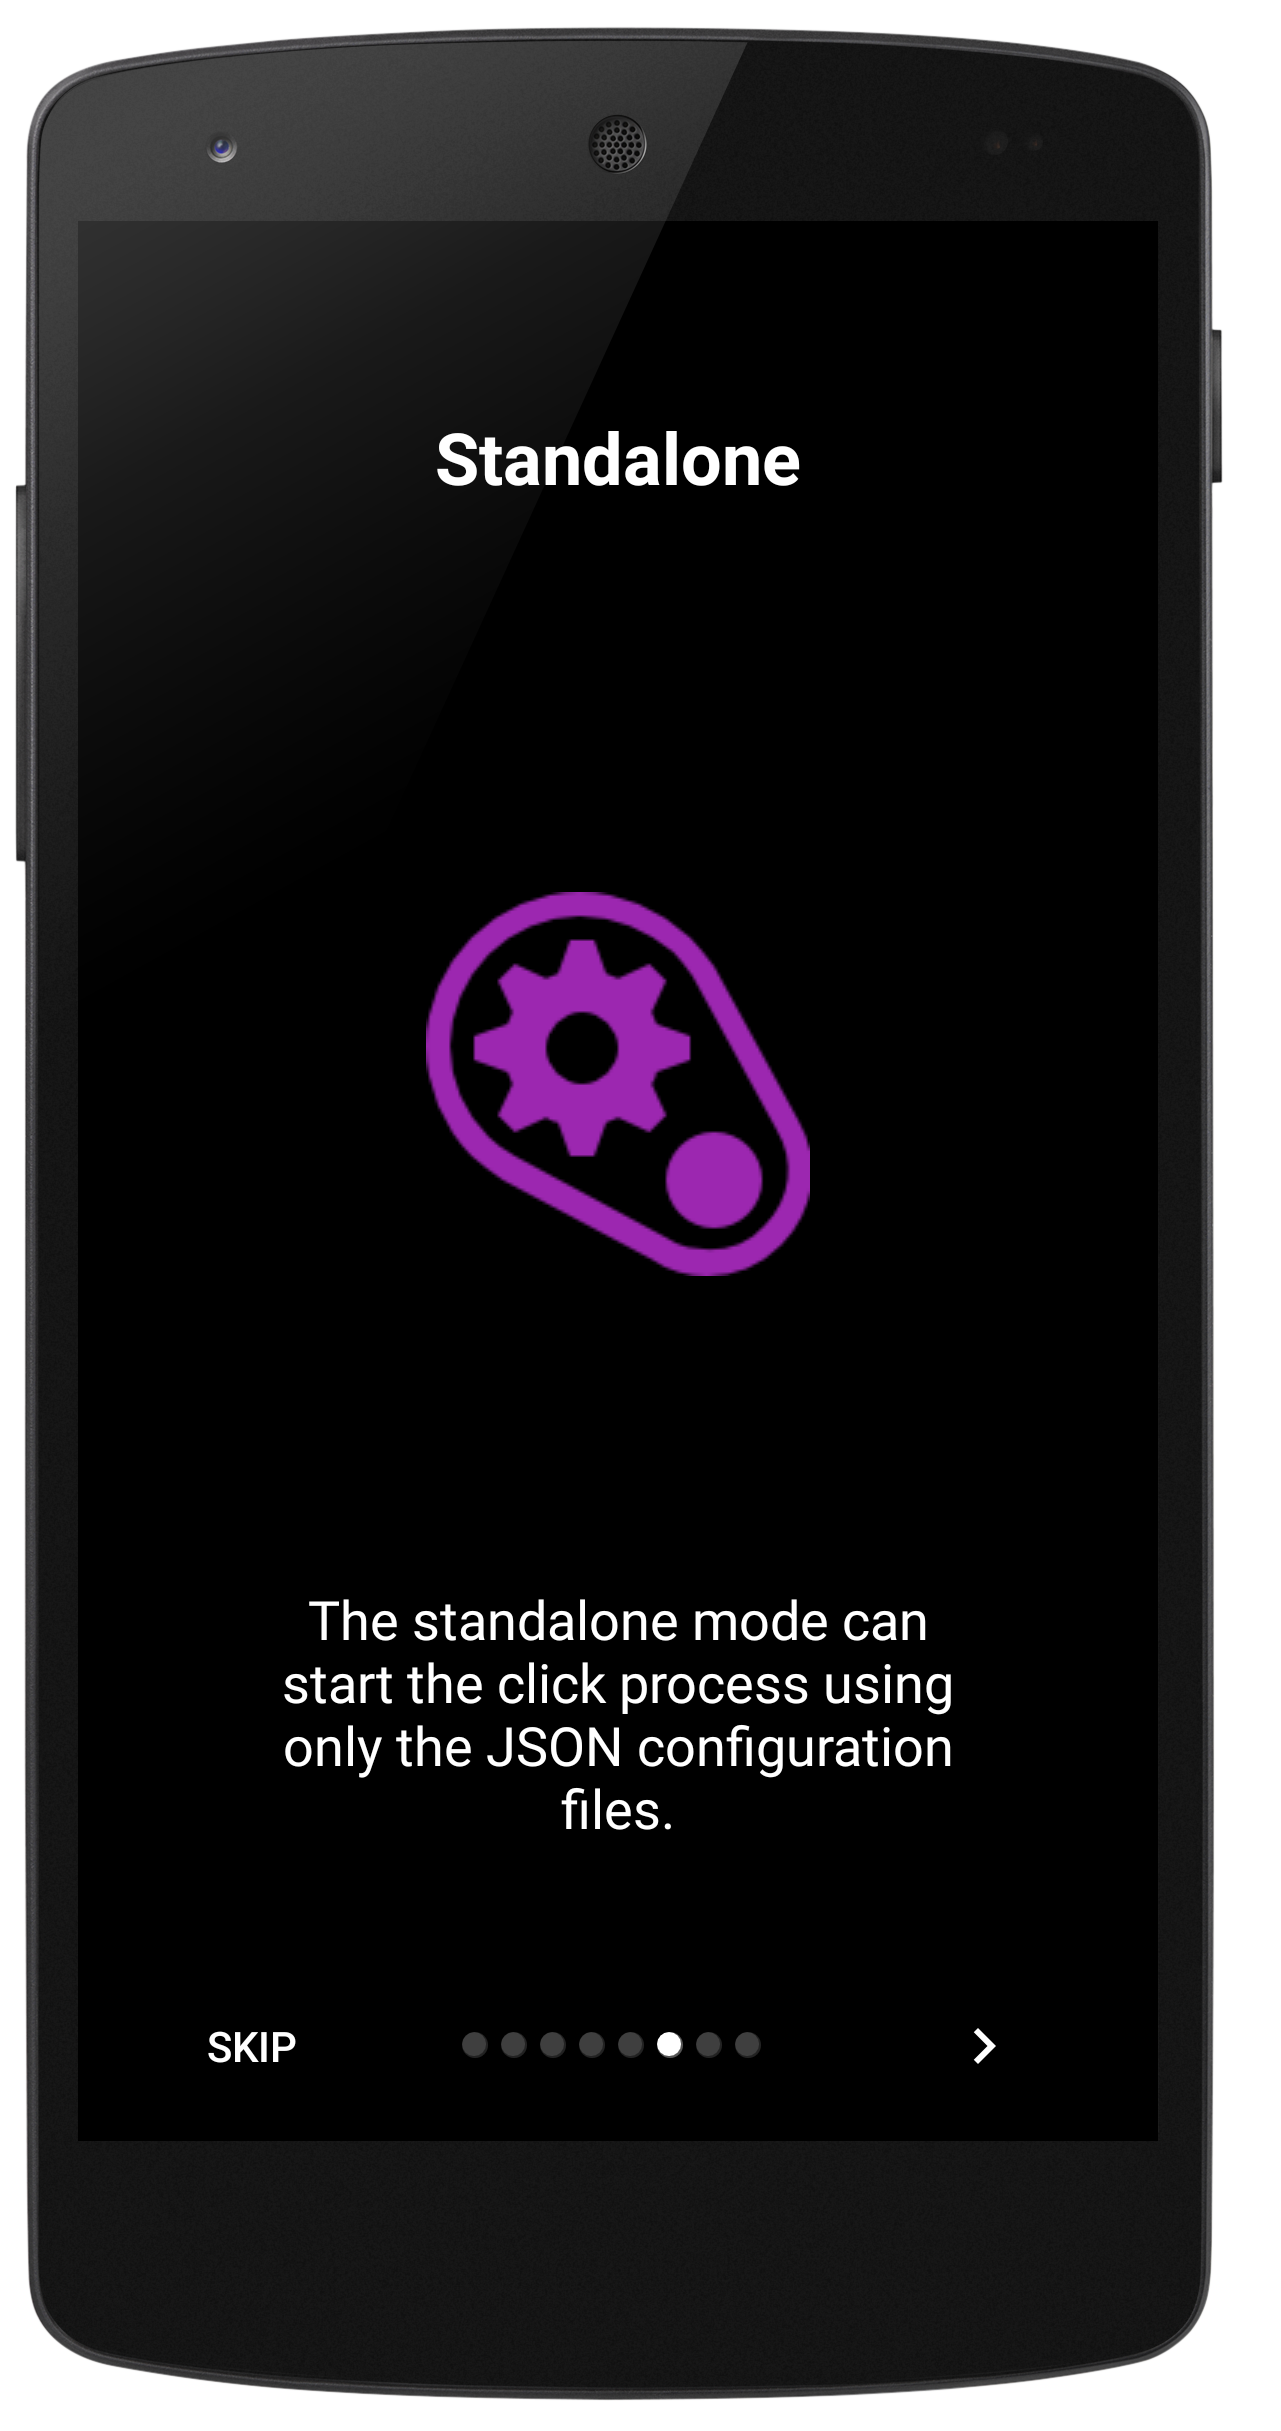 Standalone
The standalone mode can
start the click process using
only the JSON configuration
files.
SKIP